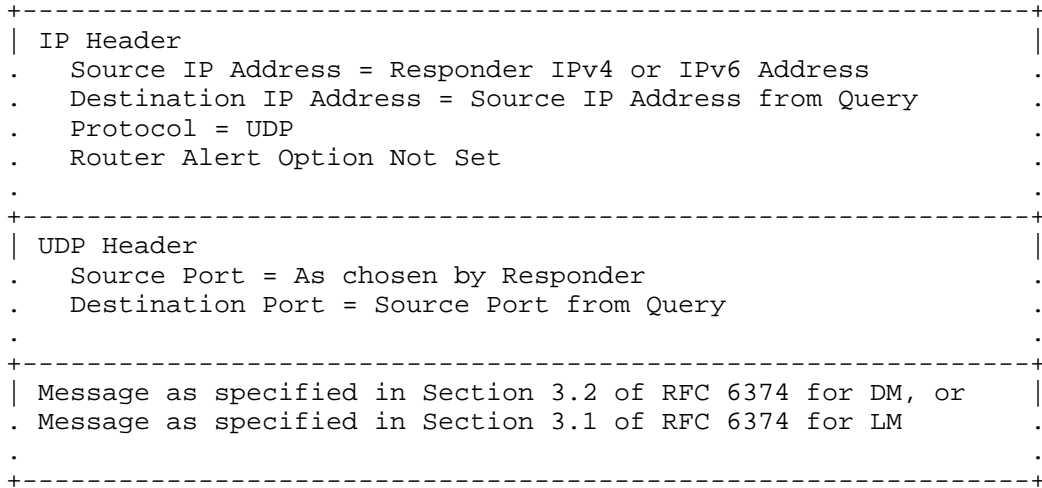 +---------------------------------------------------------------+
| IP Header                                                     |
.   Source IP Address = Responder IPv4 or IPv6 Address          .
.   Destination IP Address = Source IP Address from Query       .
.   Protocol = UDP                                              .
.   Router Alert Option Not Set                                 .
.                                                               .
+---------------------------------------------------------------+
| UDP Header                                                    |
.   Source Port = As chosen by Responder                        .
.   Destination Port = Source Port from Query                   .
.                                                               .
+---------------------------------------------------------------+
| Message as specified in Section 3.2 of RFC 6374 for DM, or    |
. Message as specified in Section 3.1 of RFC 6374 for LM        .
.                                                               .
+---------------------------------------------------------------+